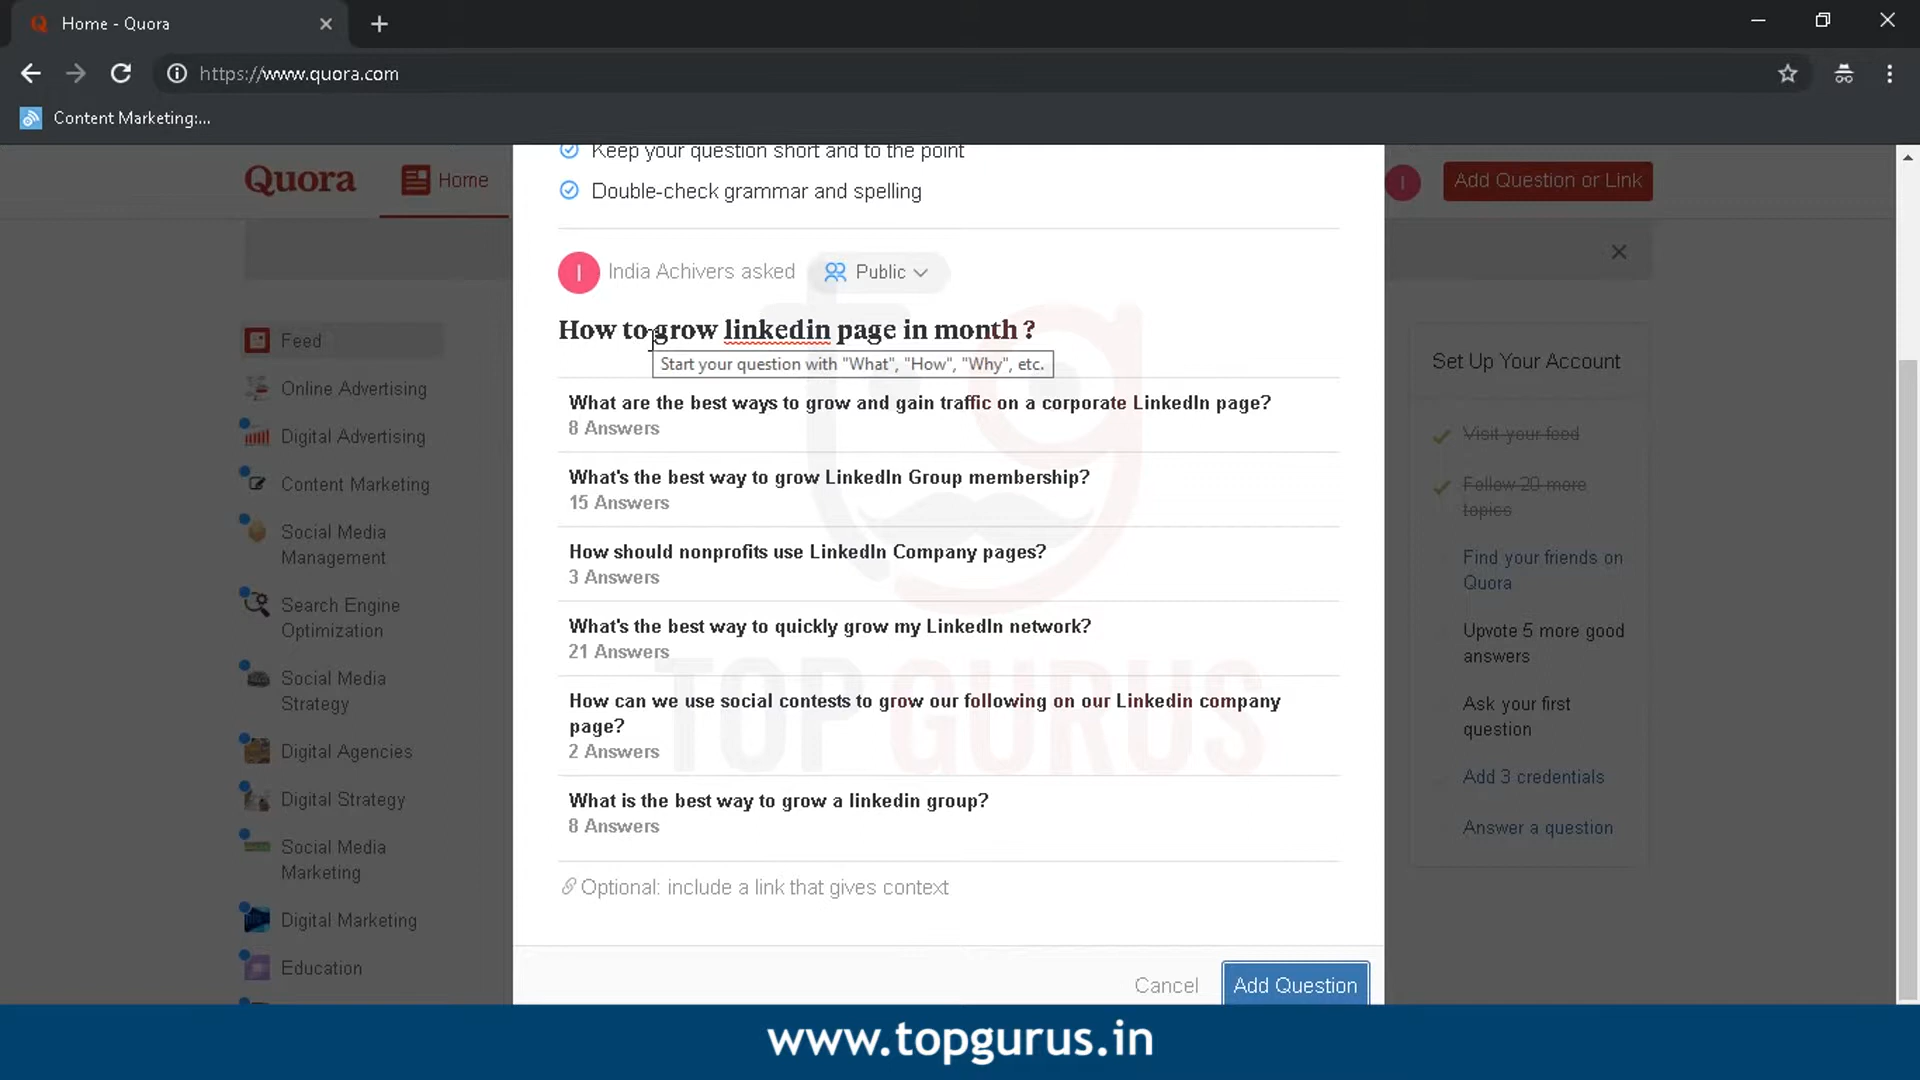 Home - Quora
https://www.quora.com
Content Marketing:...
Quora
Home
Add Question or Link
Keep your question short and to the point
Double-check grammar and spelling
I
India Achivers asked
Public
How to grow linkedin page in month ?
Start your question with "What", "How", "Why", etc.
What are the best ways to grow and gain traffic on a corporate LinkedIn page?
8 Answers
What's the best way to grow LinkedIn Group membership?
15 Answers
How should nonprofits use LinkedIn Company pages?
3 Answers
What's the best way to quickly grow my LinkedIn network?
21 Answers
How can we use social contests to grow our following on our Linkedin company
page?
2 Answers
What is the best way to grow a linkedin group?
8 Answers
Optional: include a link that gives context
Cancel
Add Question
Feed
Online Advertising
Digital Advertising
Content Marketing
Social Media
Management
Search Engine
Optimization
Social Media
Strategy
Digital Agencies
Digital Strategy
Social Media
Marketing
Digital Marketing
Education
I
Set Up Your Account
Visit your feed
Follow 20 more
topics
Find your friends on
Quora
Upvote 5 more good
answers
Ask your first
question
Add 3 credentials
Answer a question
TOP GURUS
www.topgurus.in